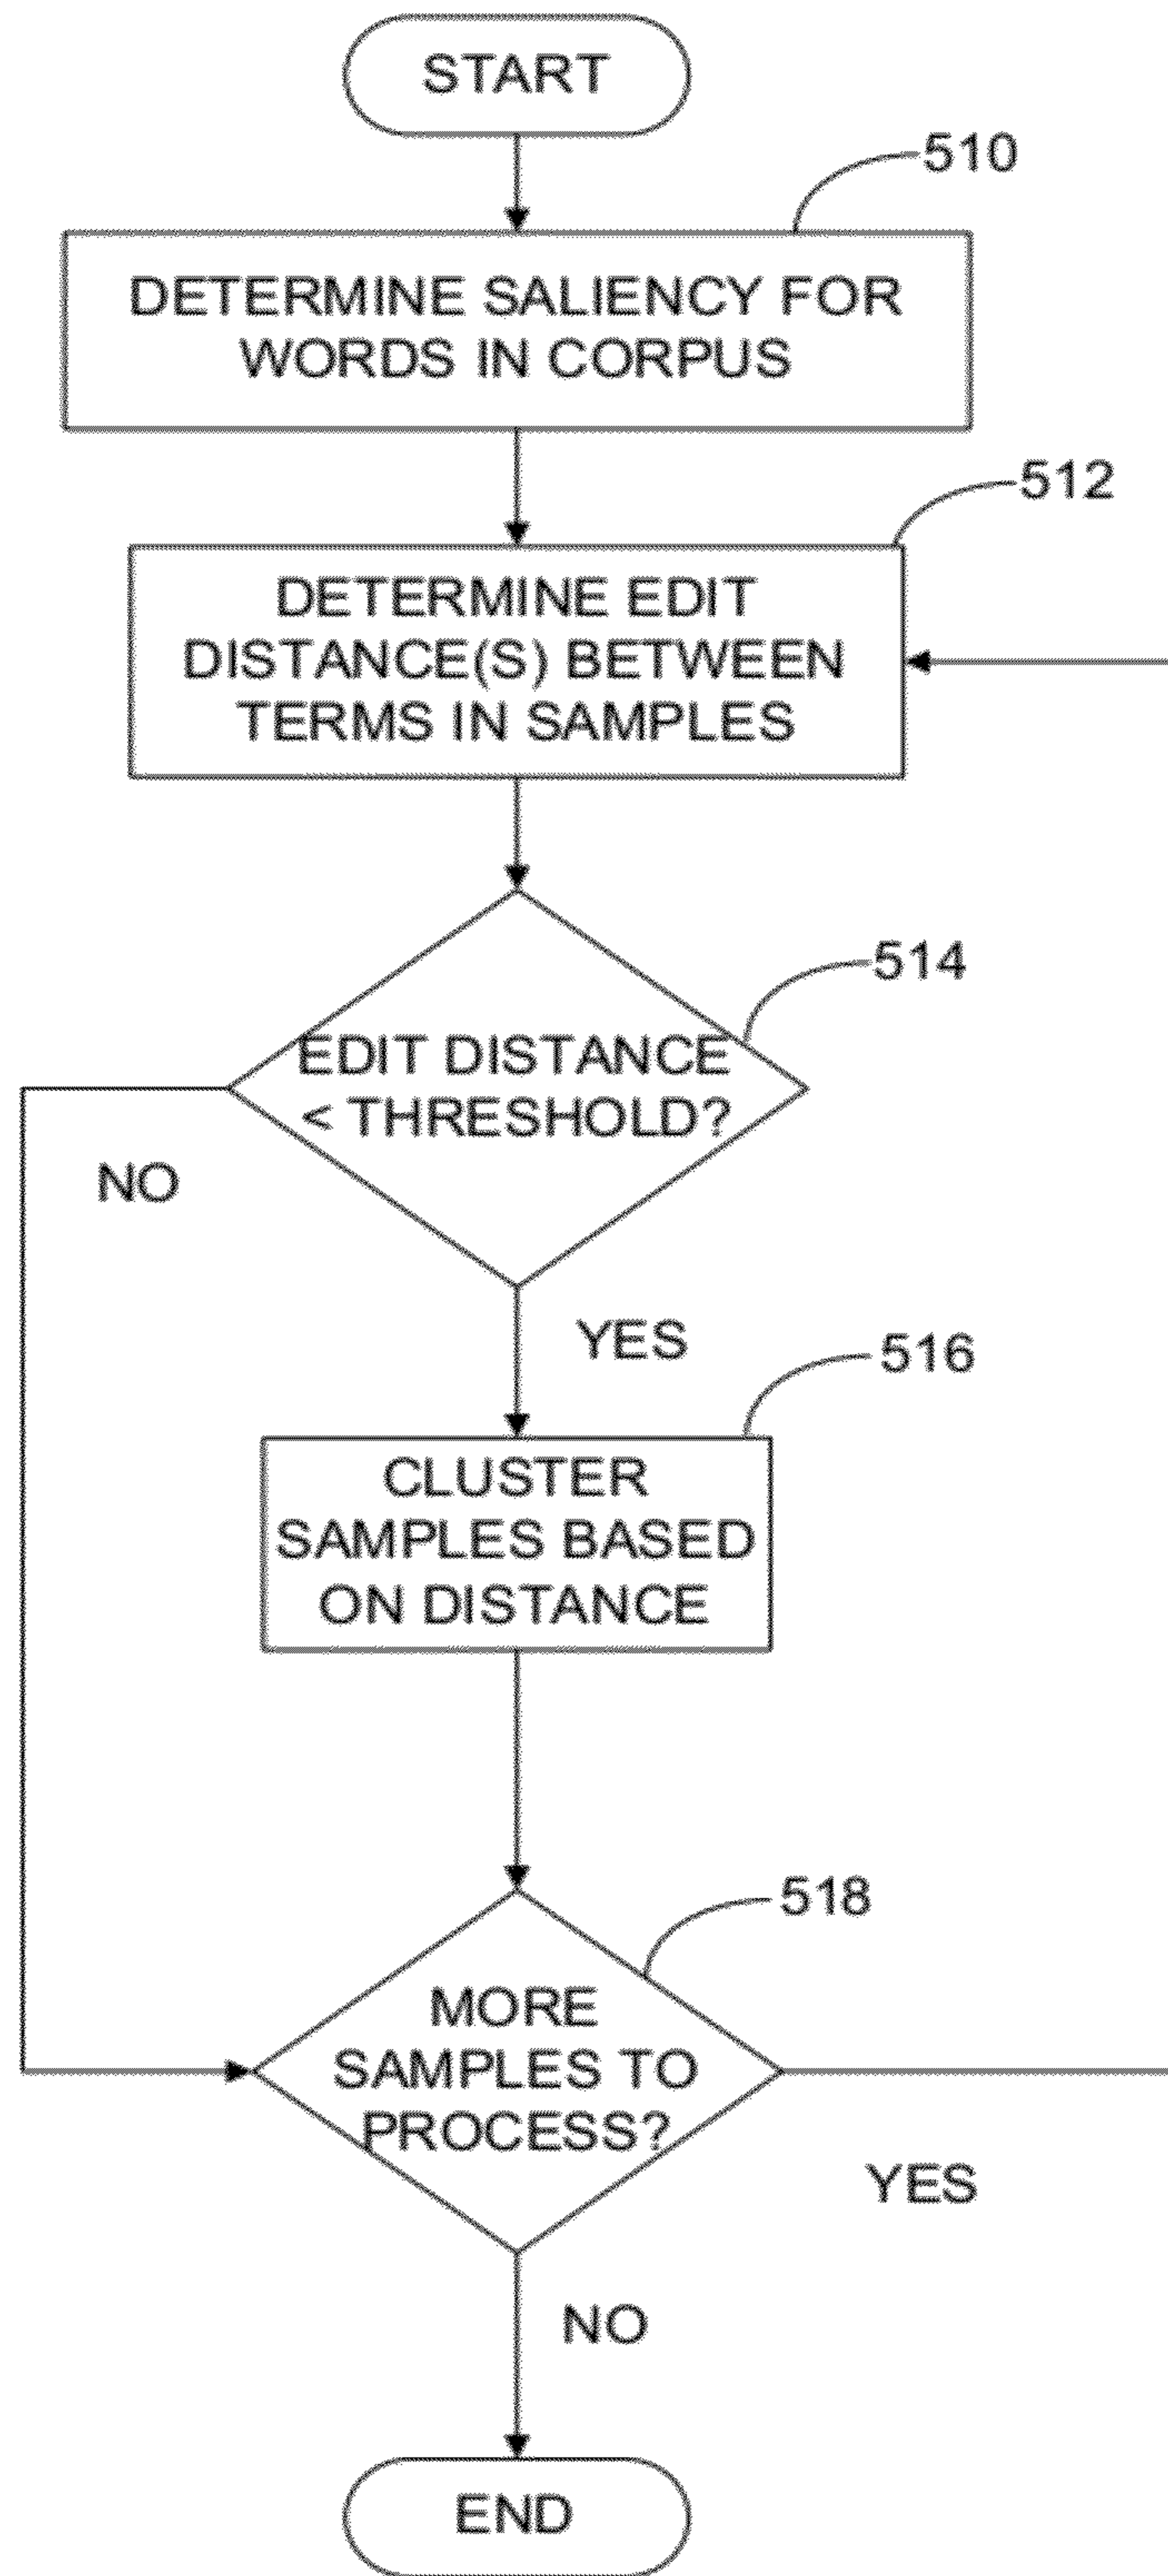 START
510
DETERMINE SALIENCY FOR
WORDS IN CORPUS
512
DETERMINE EDIT
DISTANCE(S) BETWEEN
TERMS IN SAMPLES
514
EDIT DISTANCE
< THRESHOLD?
NO
YES
516
CLUSTER
SAMPLES BASED
ON DISTANCE
518
MORE
SAMPLES TO
PROCESS?
YES
NO
END